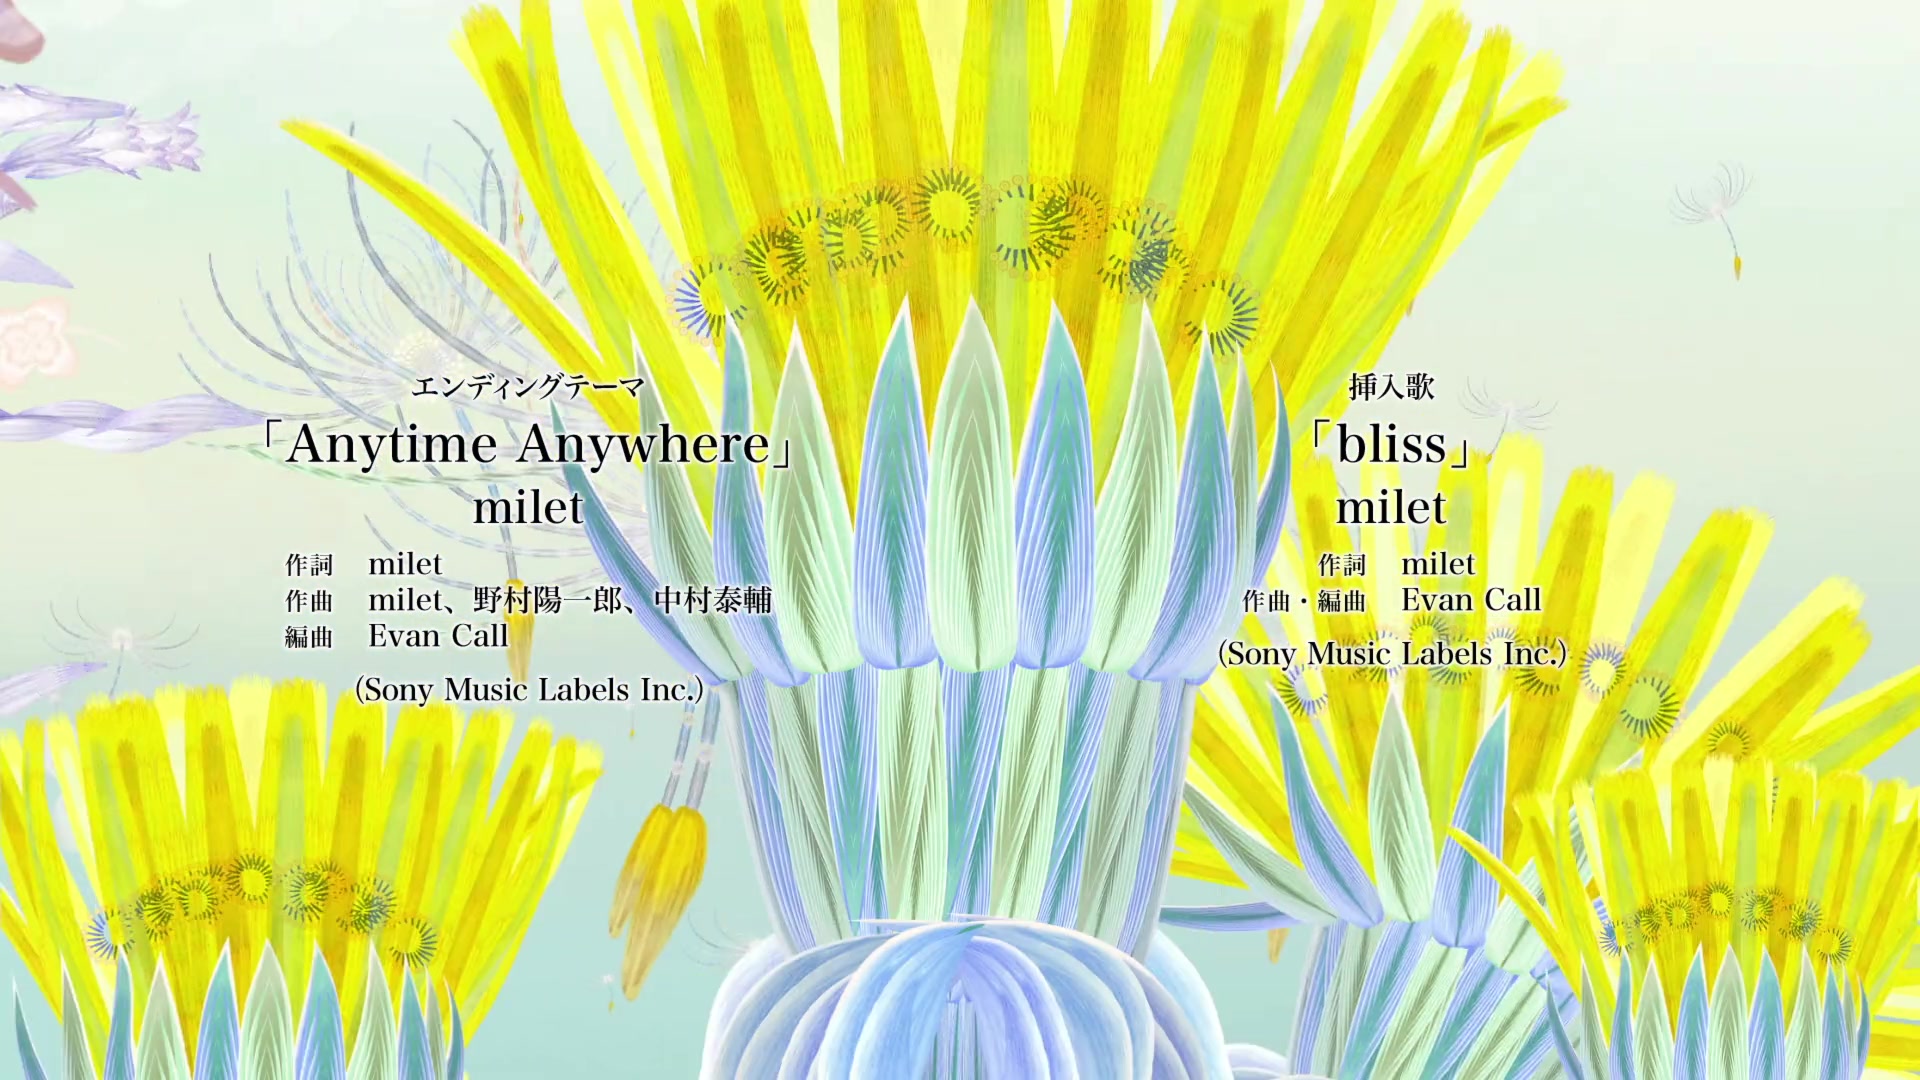 エンディングテーマ
「Anytime Anywhere」
milet
作詞 milet
作曲 milet、野村陽一郎、中村泰輔
編曲 Evan Call
(Sony Music Labels Inc.)
挿入歌
「bliss」
milet
作詞 milet
作曲・編曲 Evan Call
(Sony Music Labels Inc.)